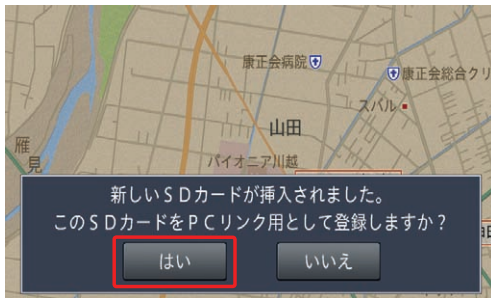 康正会病院
康正会総合クリ
スバル
山田
雁
見
パイオニア川越
新しいSDカードが挿入されました。
このSDカードをPCリンク用として登録しますか？
はい
いいえ